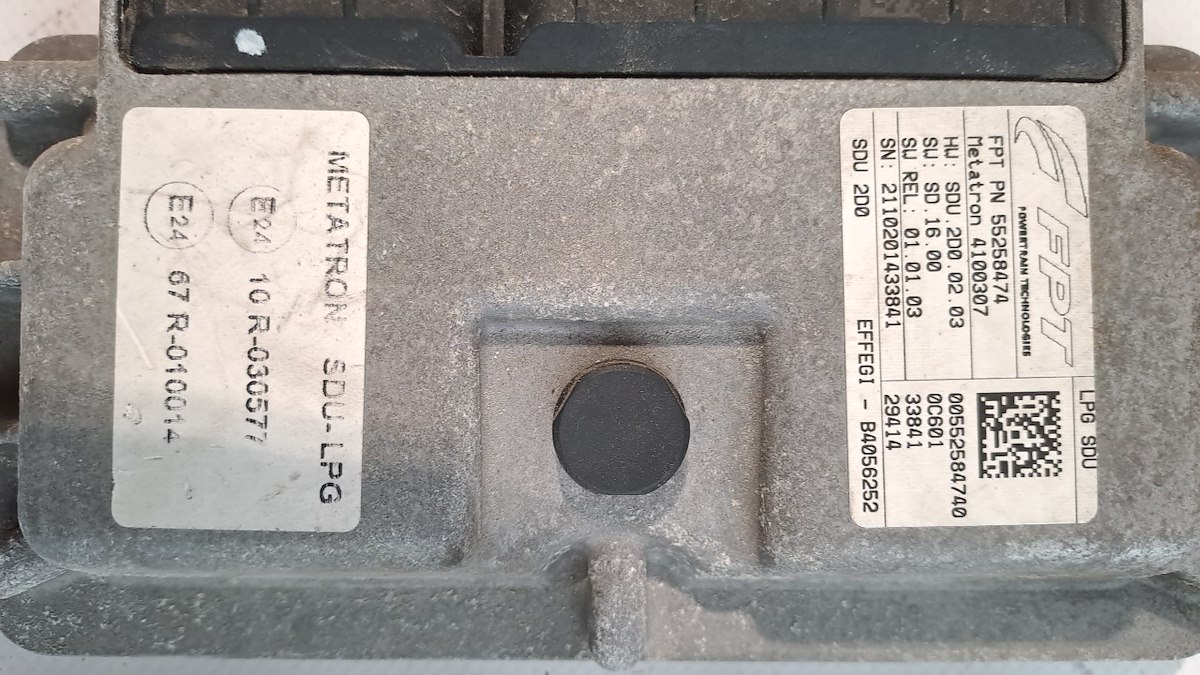 METATRON SDU-LPG
E24 10 R-030577
E24 67 R-010014
FPT
POWERTRAIN TECHNOLOGIES
LPG SDU
FPT PN 55258474
Metatron 4100307
HW: SDU.2D0.02.03
SW: SD.16.00
SW REL: 01.01.03
SN: 2110201433841
00552584740
0C601
33841
29414
SDU 2D0 EFFEGI - B4056252